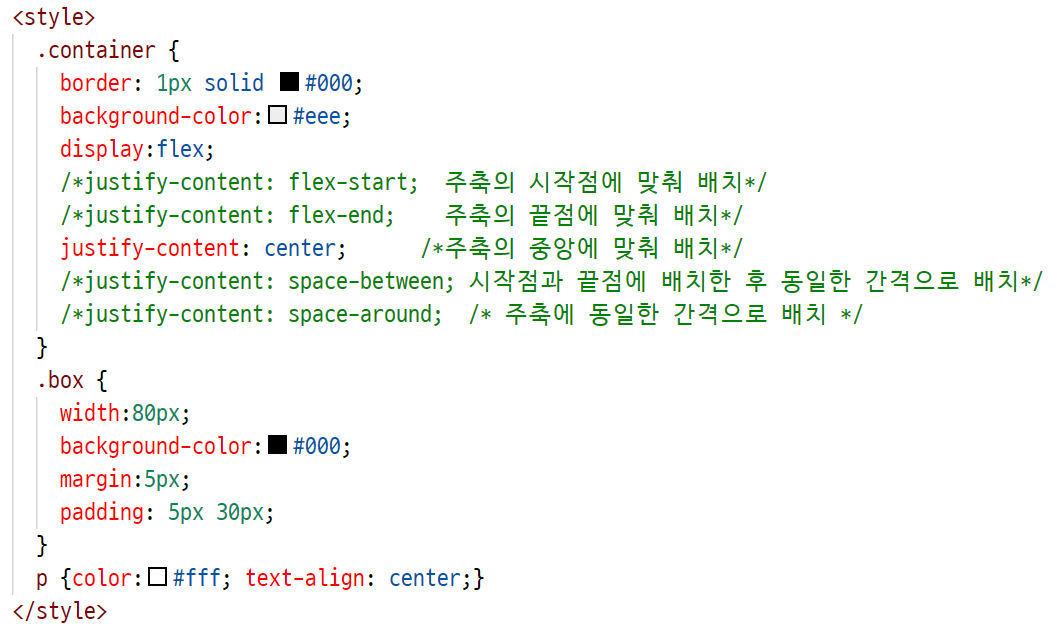 <style>
.container {
border: 1px solid #000;
background-color: #eee;
display:flex;
/*justify-content: flex-start;  주축의 시작점에 맞춰 배치*/
/*justify-content: flex-end;    주축의 끝점에 맞춰 배치*/
justify-content: center;      /*주축의 중앙에 맞춰 배치*/
/*justify-content: space-between; 시작점과 끝점에 배치한 후 동일한 간격으로 배치*/
/*justify-content: space-around;  /* 주축에 동일한 간격으로 배치 */
}
.box {
width:80px;
background-color: #000;
margin:5px;
padding: 5px 30px;
}
p {color: #fff; text-align: center;}
</style>